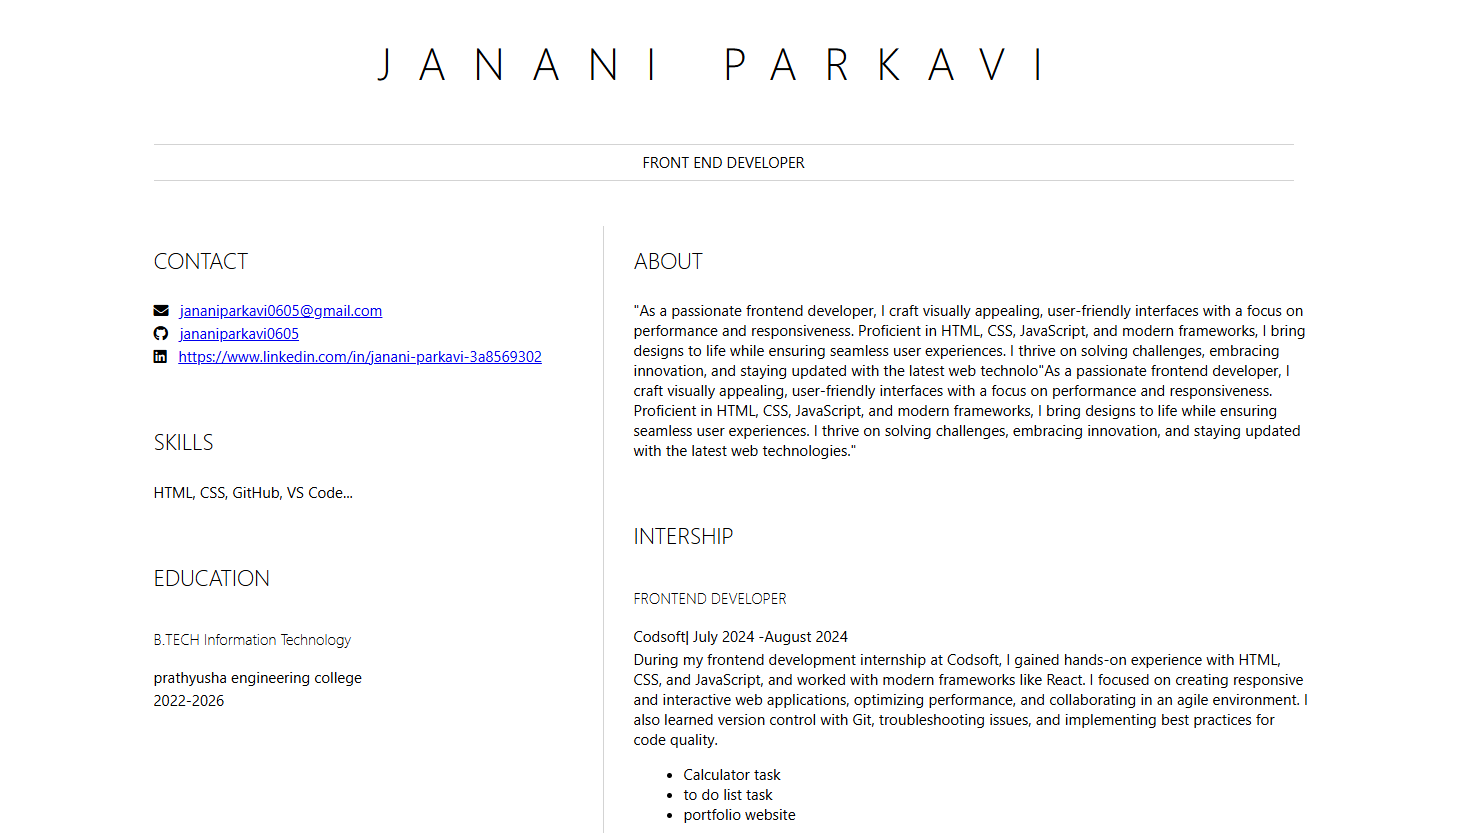 JANANI PARKAVI
FRONT END DEVELOPER
CONTACT
jananiparkavi0605@gmail.com
jananiparkavi0605
https://www.linkedin.com/in/janani-parkavi-3a8569302
SKILLS
HTML, CSS, GitHub, VS Code...
EDUCATION
B.TECH Information Technology
prathyusha engineering college
2022-2026
ABOUT
"As a passionate frontend developer, I craft visually appealing, user-friendly interfaces with a focus on
performance and responsiveness. Proficient in HTML, CSS, JavaScript, and modern frameworks, I bring
designs to life while ensuring seamless user experiences. I thrive on solving challenges, embracing
innovation, and staying updated with the latest web technolo"As a passionate frontend developer, I
craft visually appealing, user-friendly interfaces with a focus on performance and responsiveness.
Proficient in HTML, CSS, JavaScript, and modern frameworks, I bring designs to life while ensuring
seamless user experiences. I thrive on solving challenges, embracing innovation, and staying updated
with the latest web technologies."
INTERSHIP
FRONTEND DEVELOPER
Codsoft| July 2024 -August 2024
During my frontend development internship at Codsoft, I gained hands-on experience with HTML,
CSS, and JavaScript, and worked with modern frameworks like React. I focused on creating responsive
and interactive web applications, optimizing performance, and collaborating in an agile environment. I
also learned version control with Git, troubleshooting issues, and implementing best practices for
code quality.
• Calculator task
• to do list task
• portfolio website